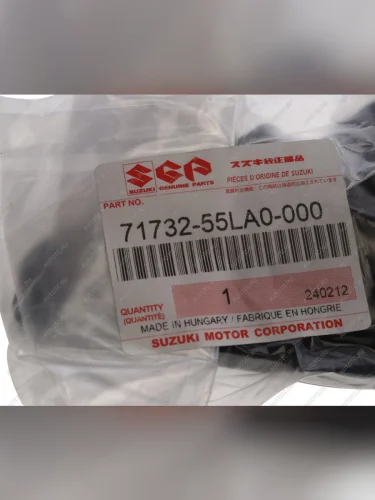 SGP
スズキ純正部品
SUZUKI GENUINE PARTS
PIÈCES D'ORIGINE DE SUZUKI
PART NO.
71732-55LA0-000
QUANTITY
(QUANTITÉ)
1
240212
MADE IN HUNGARY / FABRIQUÉ EN HONGRIE
SUZUKI MOTOR CORPORATION